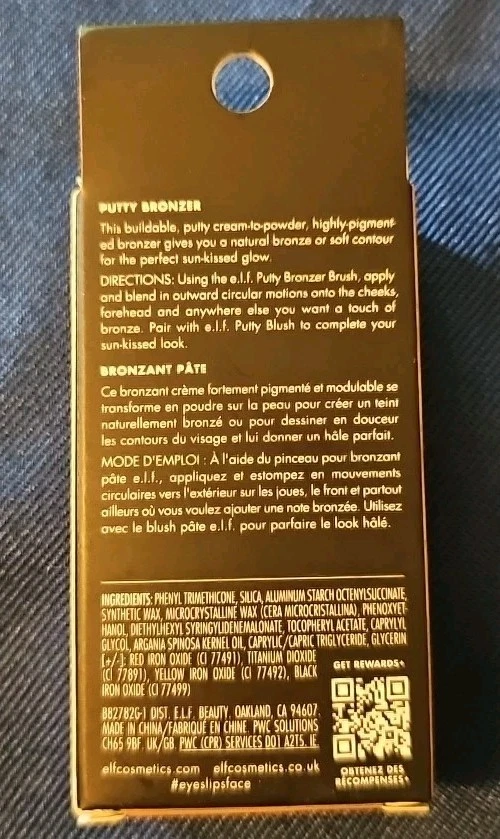 PUTTY BRONZER
This buildable, putty cream-to-powder, highly-pigment-
ed bronzer gives you a natural bronze or soft contour
for the perfect sun-kissed glow.
DIRECTIONS: Using the e.l.f. Putty Bronzer Brush, apply
and blend in outward circular motions onto the cheeks,
forehead and anywhere else you want a touch of
bronze. Pair with e.l.f. Putty Blush to complete your
sun-kissed look.
BRONZANT PÂTE
Ce bronzant crème fortement pigmenté et modulable se
transforme en poudre sur la peau pour créer un teint
naturellement bronzé ou pour dessiner en douceur
les contours du visage et lui donner un hâle parfait.
MODE D'EMPLOI : À l'aide du pinceau pour bronzant
pâte e.l.f., appliquez et estompez en mouvements
circulaires vers l'extérieur sur les joues, le front et partout
ailleurs où vous voulez ajouter une note bronzée. Utilisez
avec le blush pâte e.l.f. pour parfaire le look hâlé.
INGREDIENTS: PHENYL TRIMETHICONE, SILICA, ALUMINUM STARCH OCTENYLSUCCINATE,
SYNTHETIC WAX, MICROCRYSTALLINE WAX (CERA MICROCRISTALLINA), PHENOXYET-
HANOL, DIETHYLHEXYL SYRINGYLIDENEMALONATE, TOCOPHERYL ACETATE, CAPRYLYL
GLYCOL, ARGANIA SPINOSA KERNEL OIL, CAPRYLIC/CAPRIC TRIGLYCERIDE, GLYCERIN
[+/-]: RED IRON OXIDE (CI 77491), TITANIUM DIOXIDE
(CI 77891), YELLOW IRON OXIDE (CI 77492), BLACK
IRON OXIDE (CI 77499)
GET REWARDS+
B82782G-1 DIST. E.L.F. BEAUTY, OAKLAND, CA 94607.
MADE IN CHINA/FABRIQUÉ EN CHINE. PWC SOLUTIONS
CH65 9BF, UK/GB. PWC (CPR) SERVICES D01 A2T5, IE.
elfcosmetics.com elfcosmetics.co.uk
#eyeslipsface
OBTENEZ DES
RÉCOMPENSES+